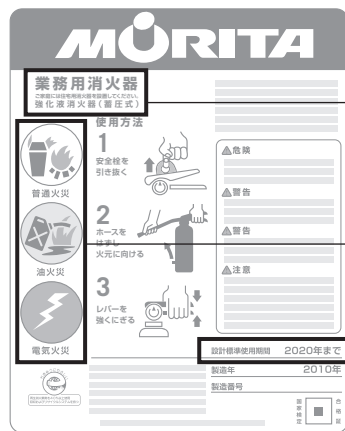 MORITA
業務用消火器
ご家庭には住宅用消火器を設置してください。
強化液消火器(蓄圧式)
使用方法
1
安全栓を
引き抜く
2
ホースを
はずし
火元に向ける
3
レバーを
強くにぎる
普通火災
油火災
電気火災
危険
警告
警告
注意
設計標準使用期間 2020年まで
製造年 2010年
製造番号
国家検定
合格証